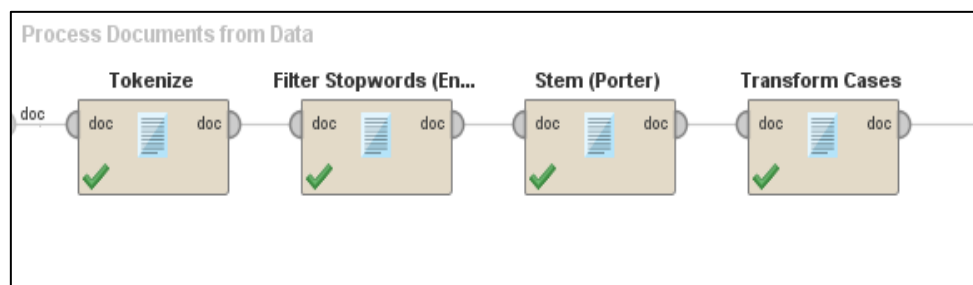 Process Documents from Data
Tokenize
Filter Stopwords (En...
Stem (Porter)
Transform Cases
doc
doc doc
doc doc
doc doc
doc doc